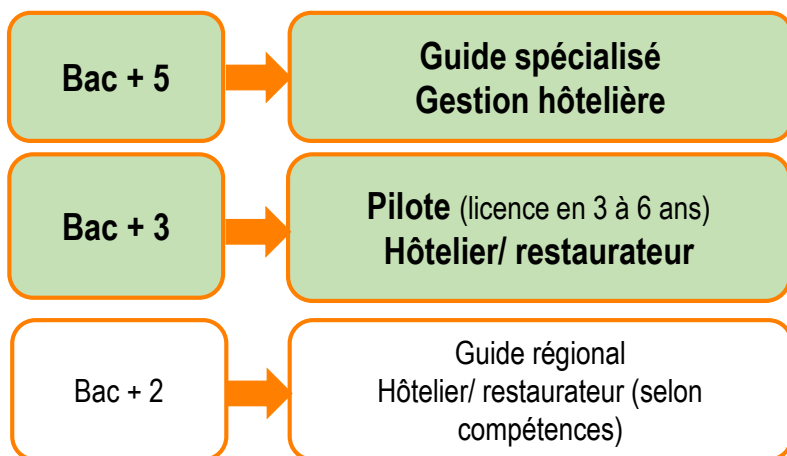 Bac + 5
Guide spécialisé
Gestion hôtelière
Bac + 3
Pilote (licence en 3 à 6 ans)
Hôtelier/ restaurateur
Bac + 2
Guide régional
Hôtelier/ restaurateur (selon
compétences)